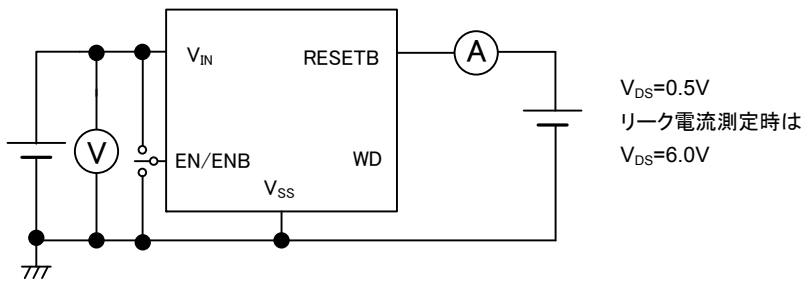 V_IN
RESETB
A
V
EN/ENB
WD
V_SS
V_DS=0.5V
リーク電流測定時は
V_DS=6.0V